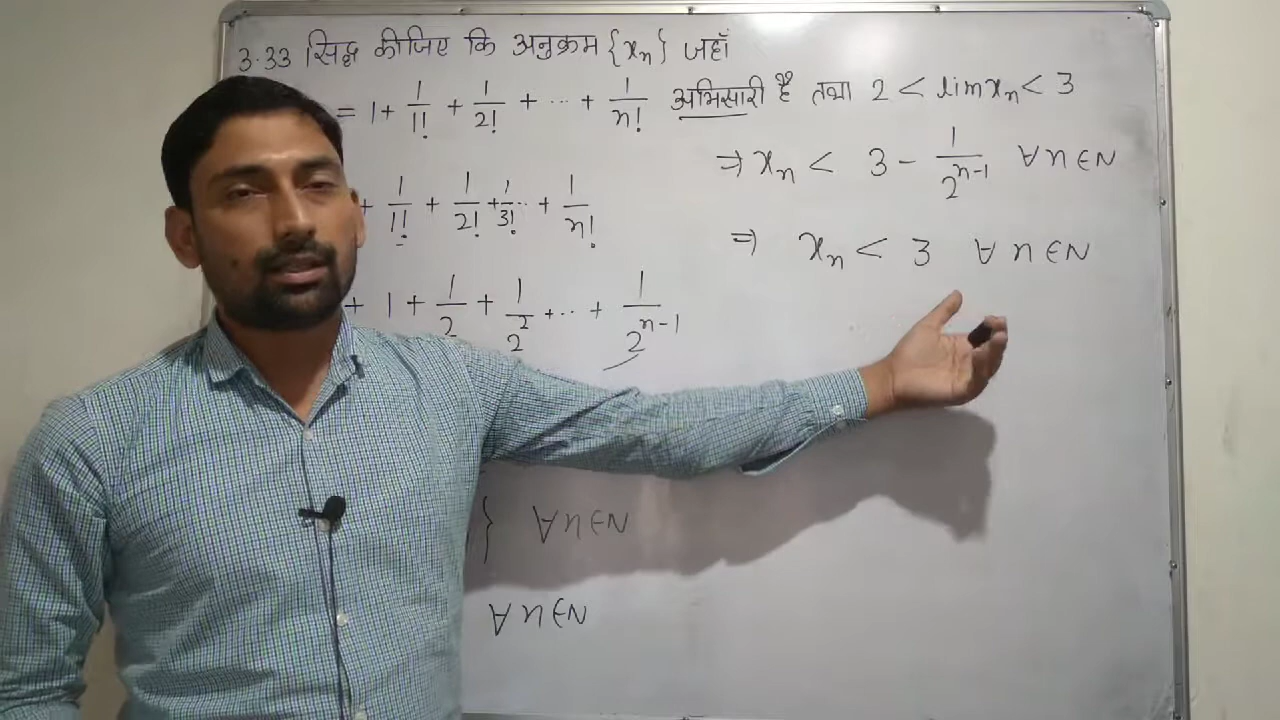 3.33 सिद्ध कीजिए कि अनुक्रम {xₙ} जहाँ
= 1 + 1/1! + 1/2! + ... + 1/n! अभिसारी है तथा 2 < lim xₙ < 3
+ 1/1! + 1/2! + 1/3! ... + 1/n!
+ 1 + 1/2 + 1/2² + ... + 1/2ⁿ⁻¹
} ∀ n ∈ N
∀ n ∈ N
⇒ xₙ < 3 - 1/2ⁿ⁻¹ ∀ n ∈ N
⇒ xₙ < 3 ∀ n ∈ N